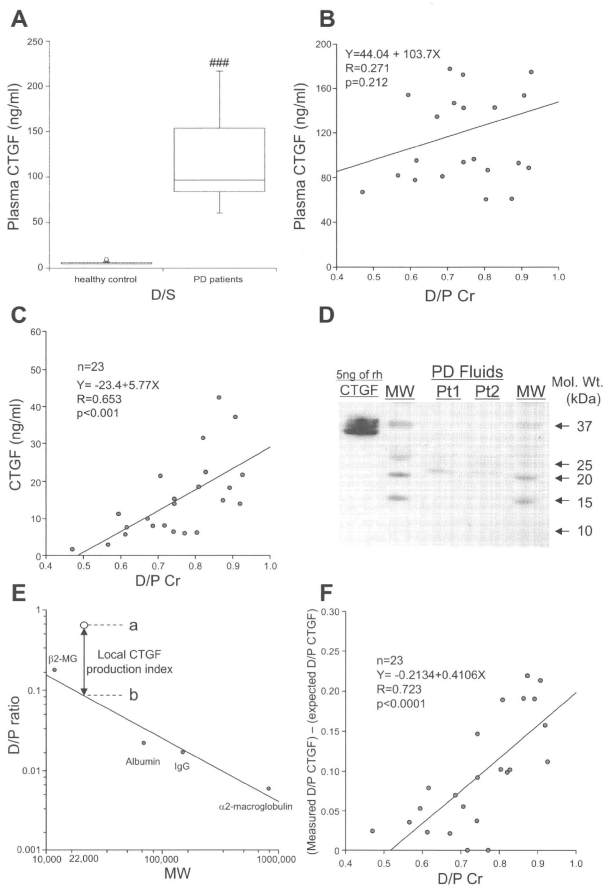 A
Plasma CTGF (ng/ml)
250
200
150
100
50
0
###
healthy control
PD patients
D/S
B
Plasma CTGF (ng/ml)
200
160
120
80
40
0
Y=44.04 + 103.7X
R=0.271
p=0.212
0.4 0.5 0.6 0.7 0.8 0.9 1.0
D/P Cr
C
CTGF (ng/ml)
60
50
40
30
20
10
0
n=23
Y= -23.4+5.77X
R=0.653
p<0.001
0.4 0.5 0.6 0.7 0.8 0.9 1.0
D/P Cr
D
5ng of rh
CTGF
MW
PD Fluids
Pt1
Pt2
MW
Mol. Wt.
(kDa)
37
25
20
15
10
E
D/P ratio
1
0.1
0.01
0.001
a
β2-MG
Local CTGF
production index
b
Albumin
IgG
α2-macroglobulin
10,000 22,000 100,000 1000,000
MW
F
(Measured D/P CTGF) – (expected D/P CTGF)
0.30
0.25
0.20
0.15
0.10
0.05
0
n=23
Y= -0.2134+0.4106X
R=0.723
p<0.0001
0.4 0.5 0.6 0.7 0.8 0.9 1.0
D/P Cr